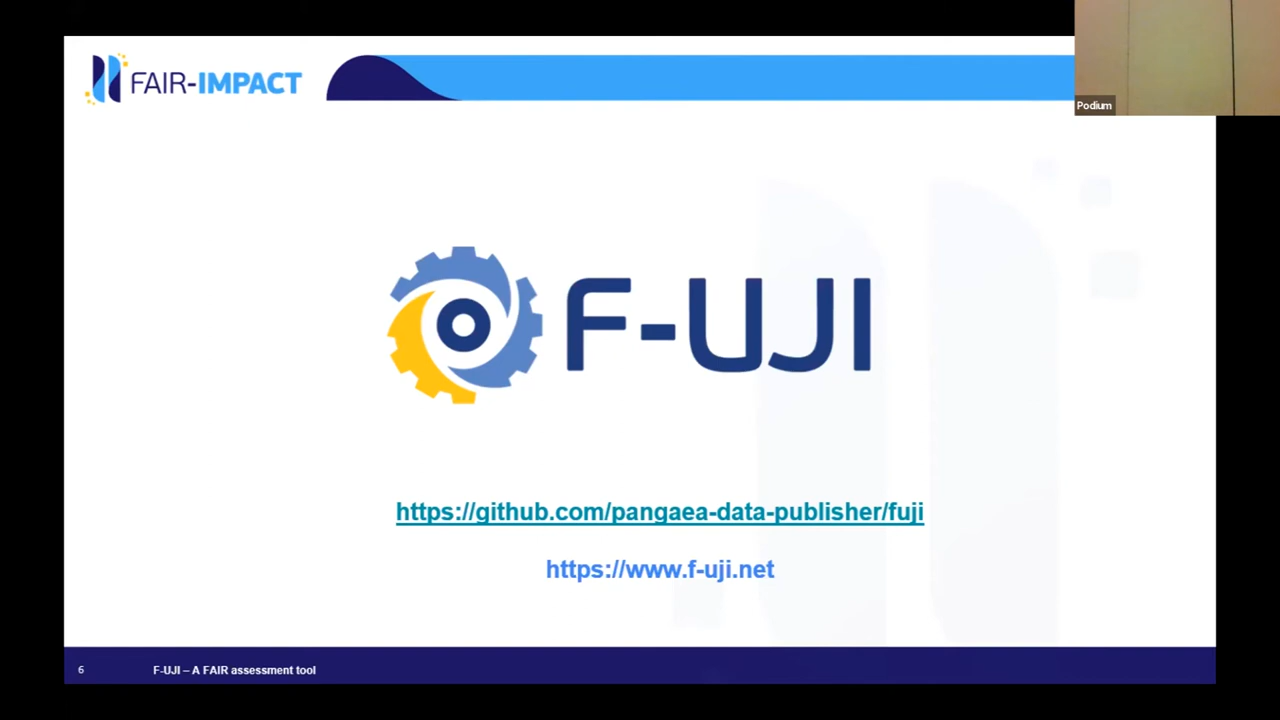 FAIR-IMPACT
Podium
F-UJI
https://github.com/pangaea-data-publisher/fuji
https://www.f-uji.net
6
F-UJI – A FAIR assessment tool